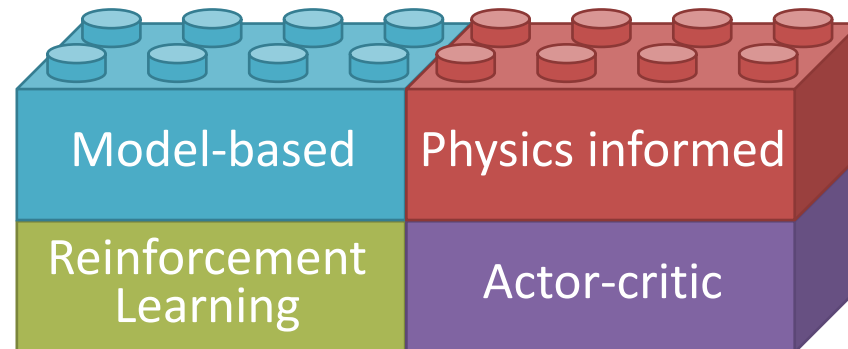 Model-based
Physics informed
Reinforcement
Learning
Actor-critic